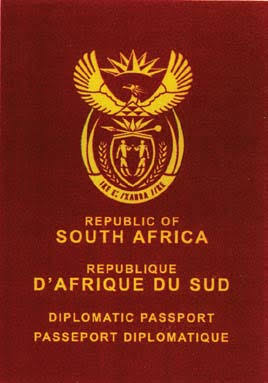 !KE E: /XARRA //KE
REPUBLIC OF
SOUTH AFRICA
REPUBLIQUE
D'AFRIQUE DU SUD
DIPLOMATIC PASSPORT
PASSEPORT DIPLOMATIQUE